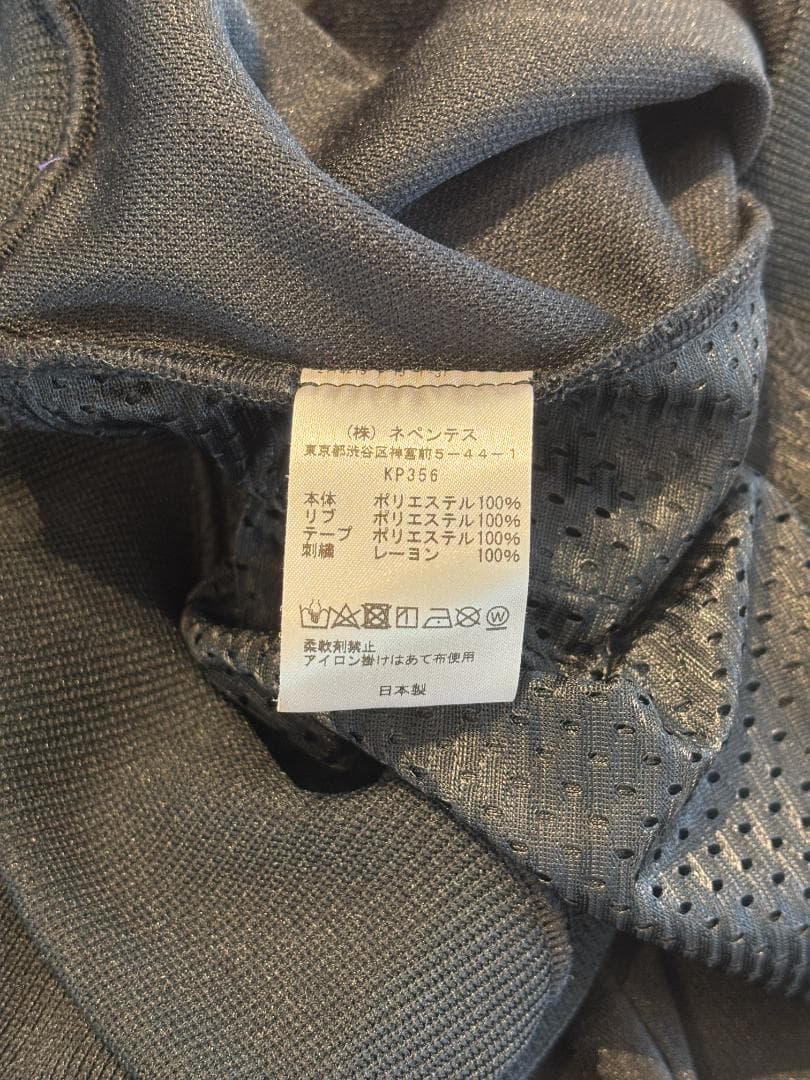 (株) ネペンテス
東京都渋谷区神宮前5-44-1
KP356
本体 ポリエステル100%
リブ ポリエステル100%
テープ ポリエステル100%
刺繍 レーヨン 100%
W
柔軟剤禁止
アイロン掛けはあて布使用
日本製